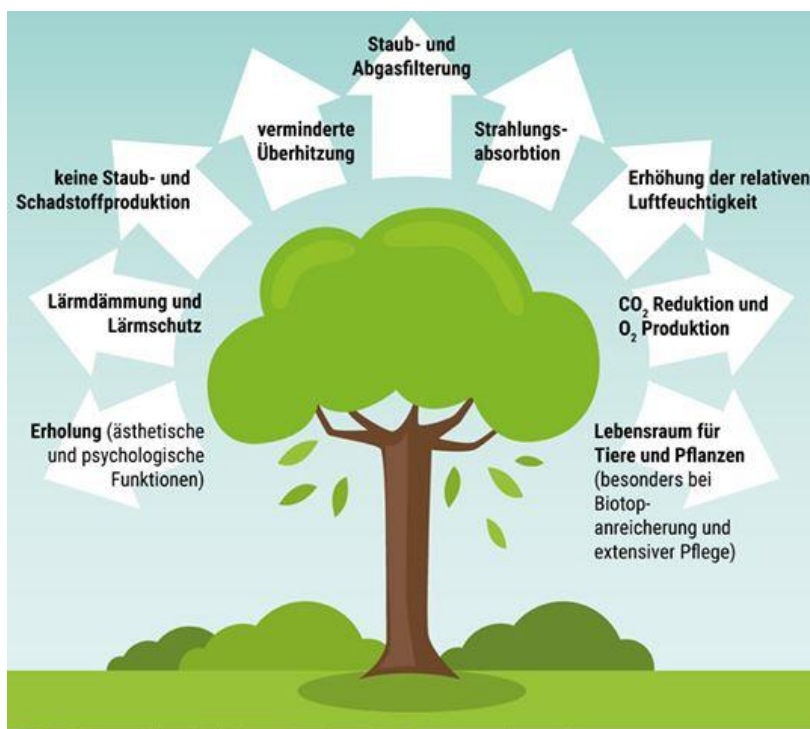 Staub- und
Abgasfilterung
verminderte
Überhitzung
Strahlungs-
absorbtion
keine Staub- und
Schadstoffproduktion
Erhöhung der relativen
Luftfeuchtigkeit
Lärmdämmung und
Lärmschutz
CO₂ Reduktion und
O₂ Produktion
Erholung (ästhetische
und psychologische
Funktionen)
Lebensraum für
Tiere und Pflanzen
(besonders bei
Biotop-
anreicherung und
extensiver Pflege)